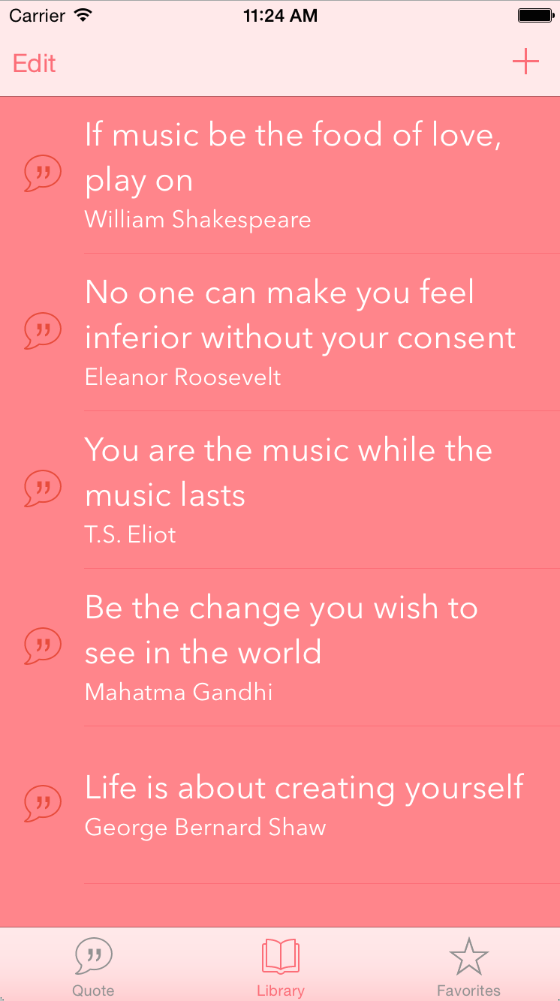 Carrier 11:24 AM
Edit
If music be the food of love,
play on
William Shakespeare
No one can make you feel
inferior without your consent
Eleanor Roosevelt
You are the music while the
music lasts
T.S. Eliot
Be the change you wish to
see in the world
Mahatma Gandhi
Life is about creating yourself
George Bernard Shaw
Quote Library Favorites